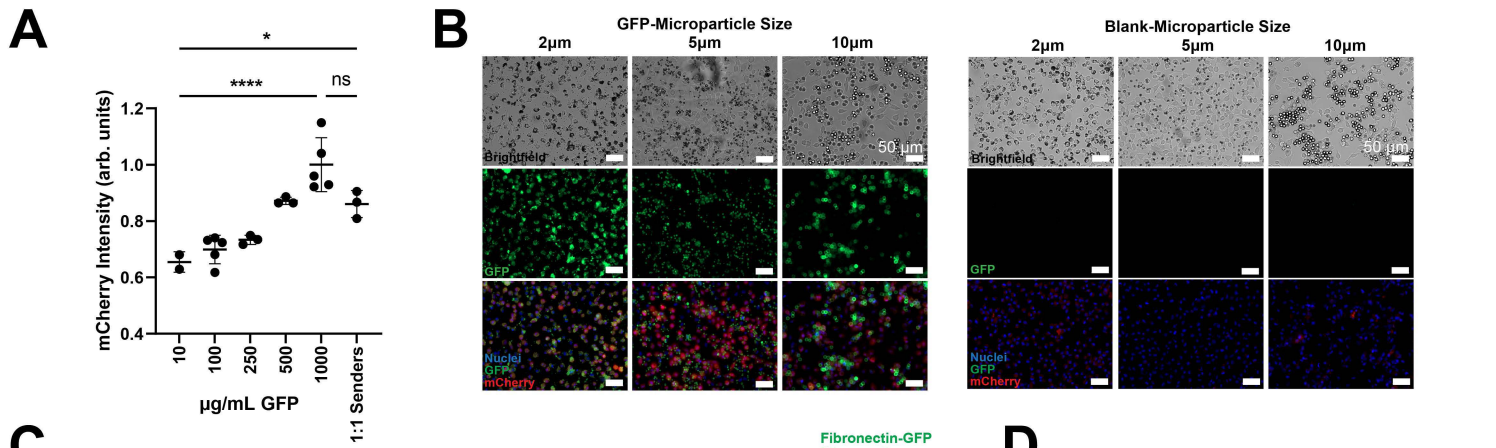 A
*
****
ns
mCherry Intensity (arb. units)
1.2
1.0
0.8
0.6
0.4
10
100
250
500
1000
1:1 Senders
µg/mL GFP
B
GFP-Microparticle Size
2µm
5µm
10µm
Brightfield
50 µm
GFP
Nuclei
GFP
mCherry
Blank-Microparticle Size
2µm
5µm
10µm
Brightfield
50 µm
GFP
Nuclei
GFP
mCherry
C
Fibronectin-GFP
D